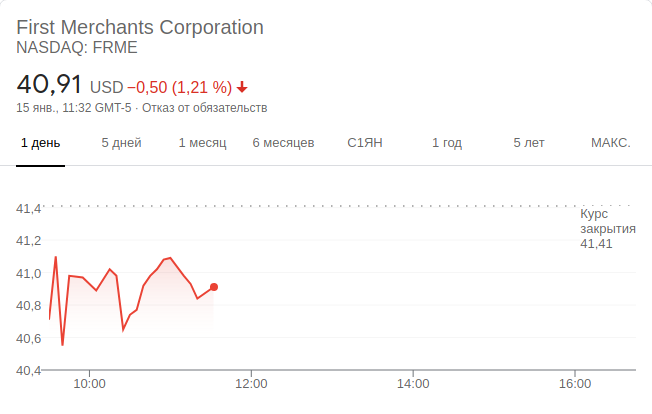 First Merchants Corporation
NASDAQ: FRME
40,91 USD −0,50 (1,21 %)
15 янв., 11:32 GMT-5 · Отказ от обязательств
1 день 5 дней 1 месяц 6 месяцев С1ЯН 1 год 5 лет МАКС.
41,4
Курс
закрытия
41,41
41,2
41,0
40,8
40,6
40,4
10:00 12:00 14:00 16:00